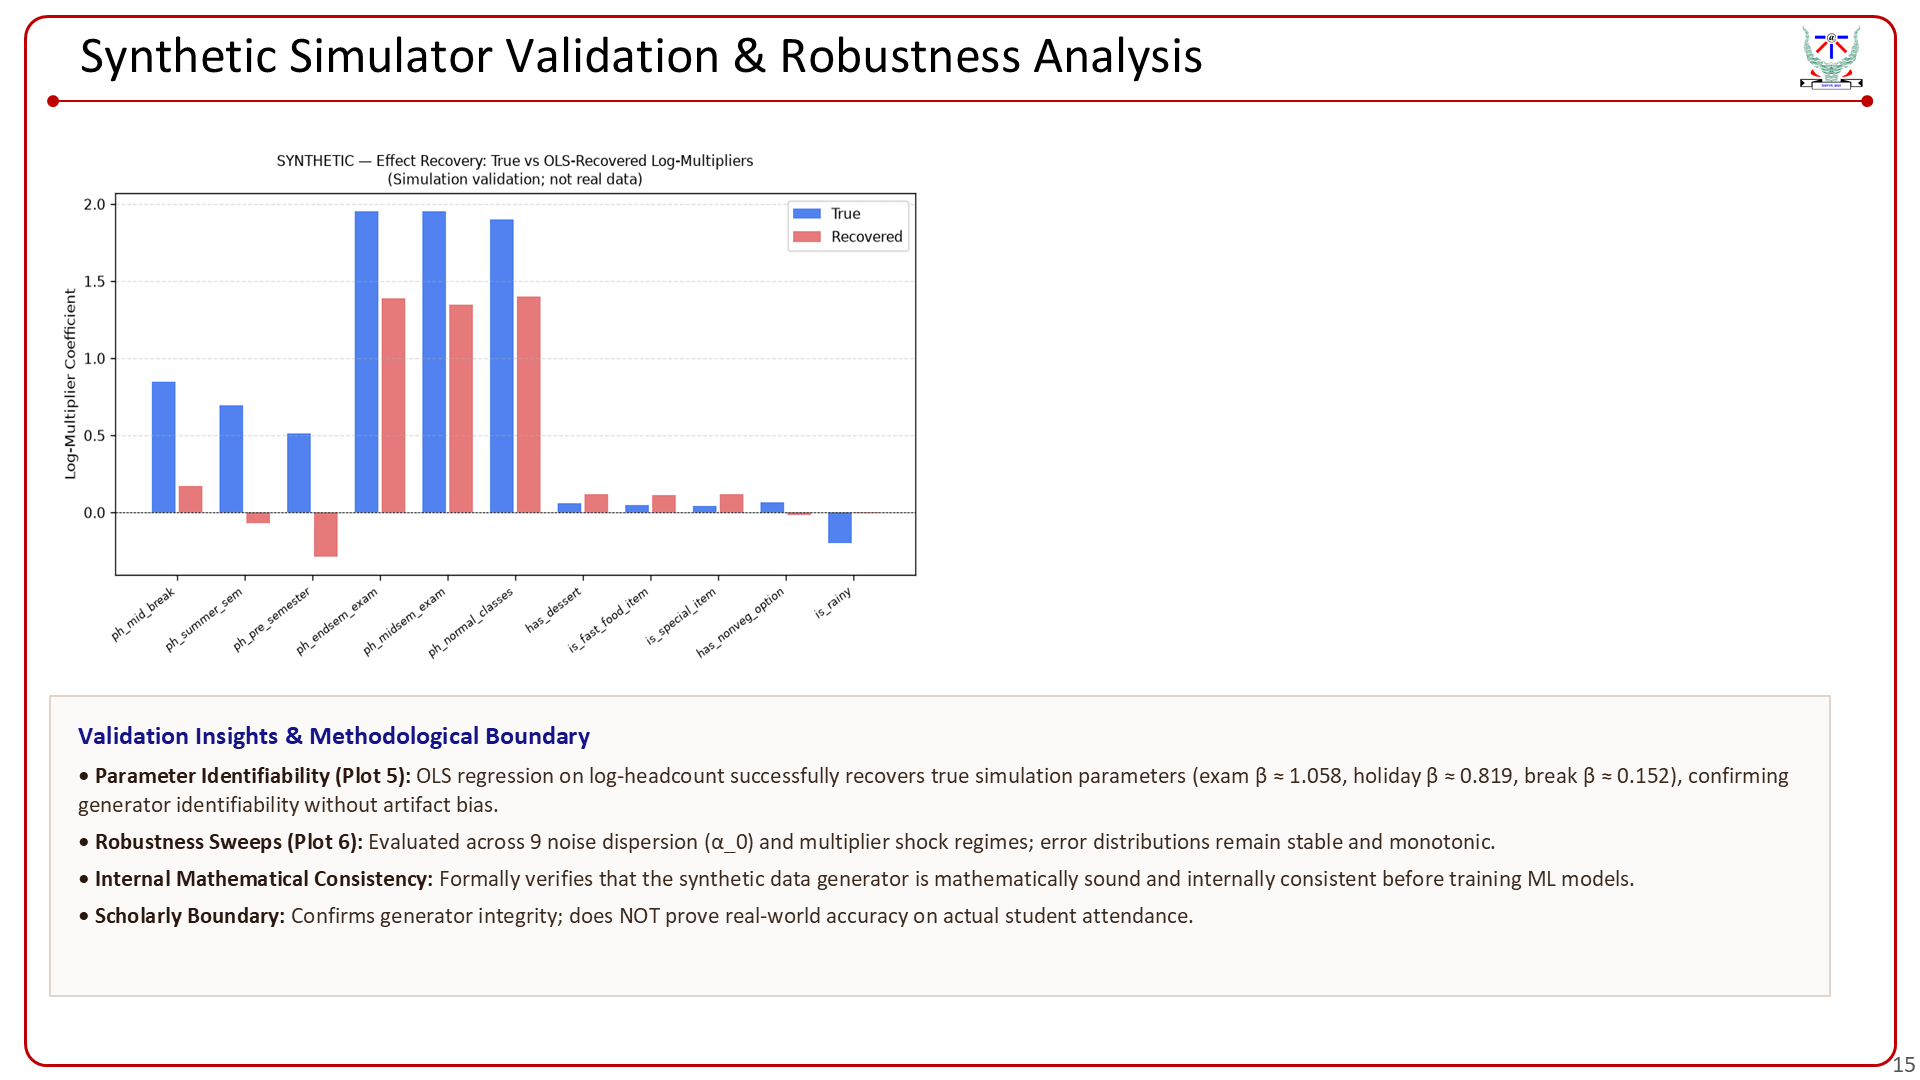 Synthetic Simulator Validation & Robustness Analysis
SYNTHETIC — Effect Recovery: True vs OLS-Recovered Log-Multipliers
(Simulation validation; not real data)
True
Recovered
Log-Multiplier Coefficient
2.0
1.5
1.0
0.5
0.0
ph_mid_break
ph_summer_sem
ph_pre_semester
ph_endsem_exam
ph_midsem_exam
ph_normal_classes
has_dessert
is_fast_food_item
is_special_item
has_nonveg_option
is_rainy
Validation Insights & Methodological Boundary
• Parameter Identifiability (Plot 5): OLS regression on log-headcount successfully recovers true simulation parameters (exam β ≈ 1.058, holiday β ≈ 0.819, break β ≈ 0.152), confirming
generator identifiability without artifact bias.
• Robustness Sweeps (Plot 6): Evaluated across 9 noise dispersion (α_0) and multiplier shock regimes; error distributions remain stable and monotonic.
• Internal Mathematical Consistency: Formally verifies that the synthetic data generator is mathematically sound and internally consistent before training ML models.
• Scholarly Boundary: Confirms generator integrity; does NOT prove real-world accuracy on actual student attendance.
15